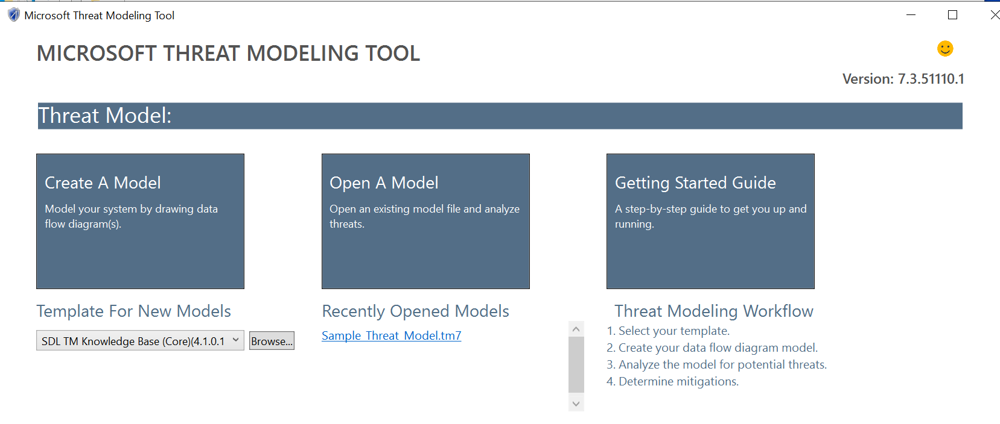 Microsoft Threat Modeling Tool
MICROSOFT THREAT MODELING TOOL
Version: 7.3.51110.1
Threat Model:
Create A Model
Model your system by drawing data
flow diagram(s).
Open A Model
Open an existing model file and analyze
threats.
Getting Started Guide
A step-by-step guide to get you up and
running.
Template For New Models
SDL TM Knowledge Base (Core)(4.1.0.1
Browse...
Recently Opened Models
Sample_Threat_Model.tm7
Threat Modeling Workflow
1. Select your template.
2. Create your data flow diagram model.
3. Analyze the model for potential threats.
4. Determine mitigations.